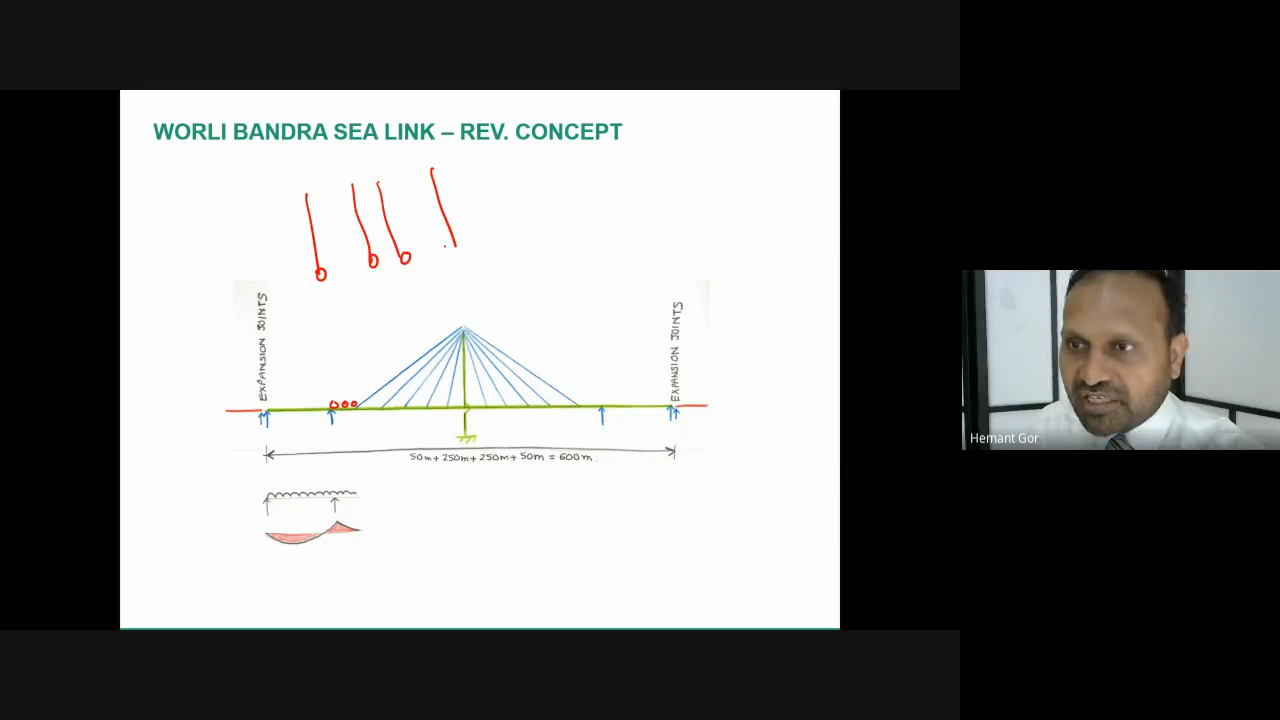 WORLI BANDRA SEA LINK – REV. CONCEPT
EXPANSION JOINTS
EXPANSION JOINTS
50m+250m+250m+50m = 600m.
Hemant Gor